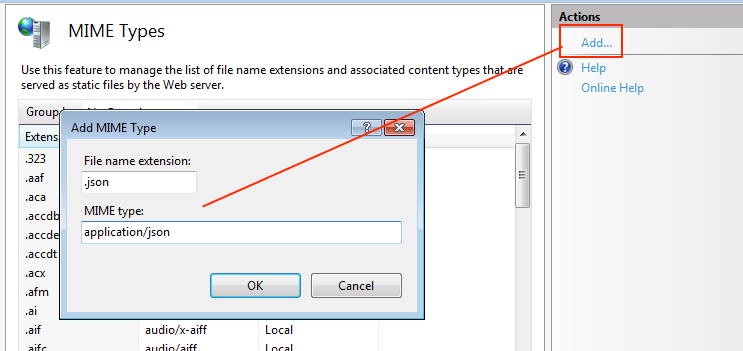 MIME Types
Use this feature to manage the list of file name extensions and associated content types that are
served as static files by the Web server.
Group
Extens
.323
.aaf
.aca
.accdb
.accde
.accdt
.acx
.afm
.ai
.aif audio/x-aiff Local
.aifc audio/aiff Local
Add MIME Type
File name extension:
.json
MIME type:
application/json
OK Cancel
Actions
Add...
Help
Online Help